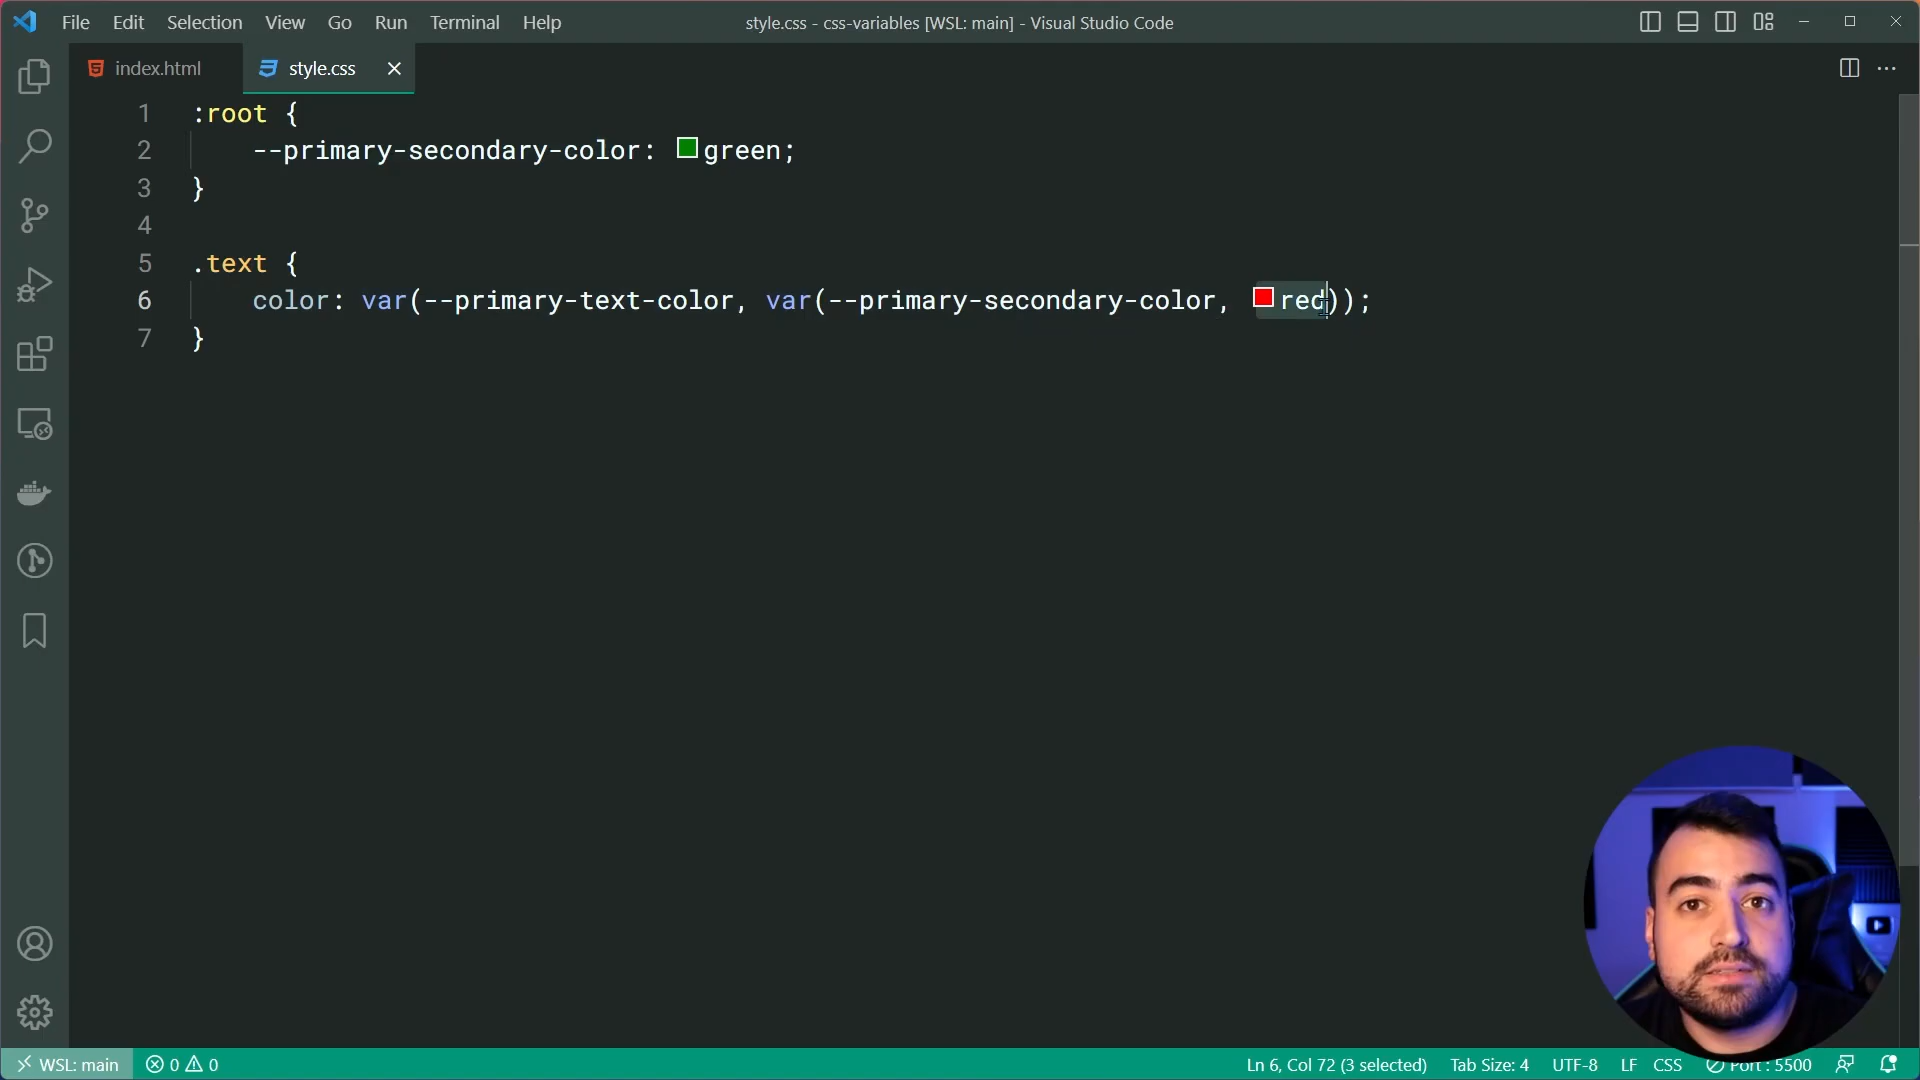 File Edit Selection View Go Run Terminal Help
style.css - css-variables [WSL: main] - Visual Studio Code
index.html
style.css
1 :root {
2 --primary-secondary-color: green;
3 }
4
5 .text {
6 color: var(--primary-text-color, var(--primary-secondary-color, red));
7 }
WSL: main 0 0 Ln 6, Col 72 (3 selected) Tab Size: 4 UTF-8 LF CSS Port : 5500